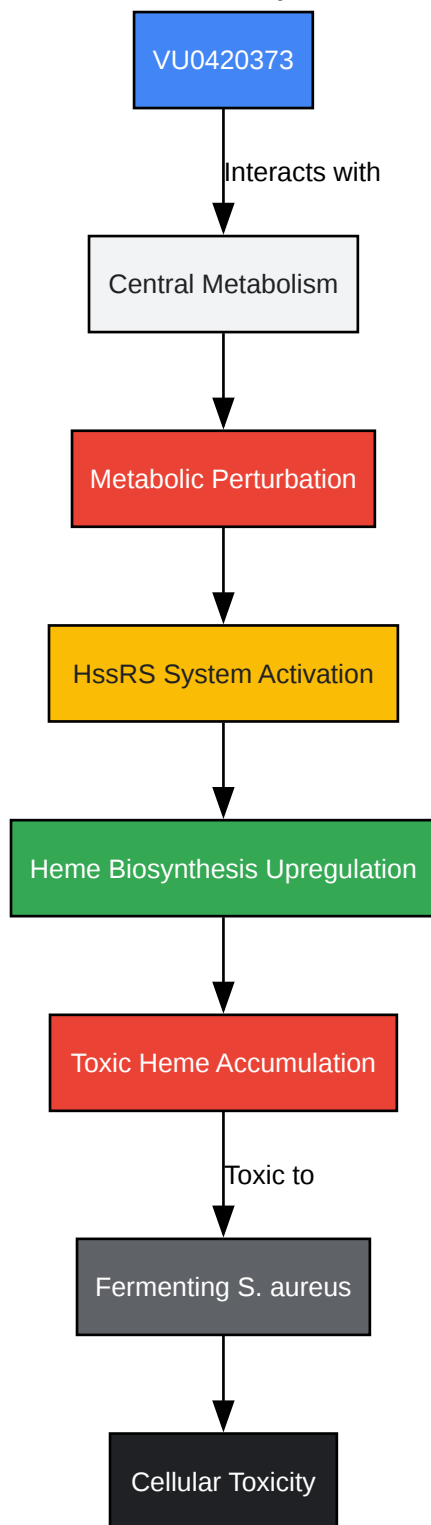 VU0420373
Interacts with
Central Metabolism
Metabolic Perturbation
HssRS System Activation
Heme Biosynthesis Upregulation
Toxic Heme Accumulation
Toxic to
Fermenting S. aureus
Cellular Toxicity